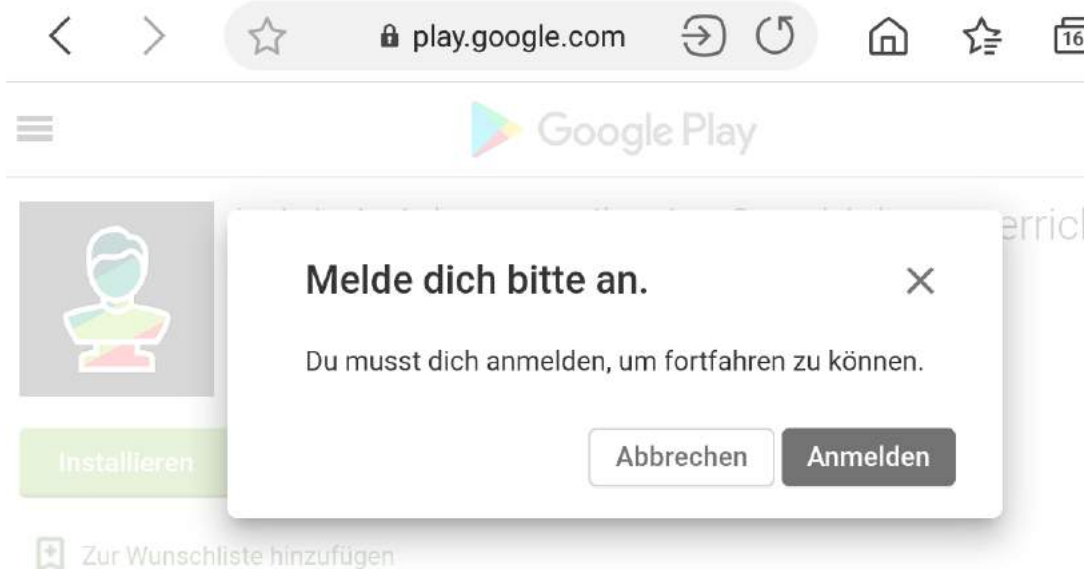 play.google.com
16
Google Play
erric
Melde dich bitte an.
Du musst dich anmelden, um fortfahren zu können.
Abbrechen
Anmelden
Installieren
Zur Wunschliste hinzufügen